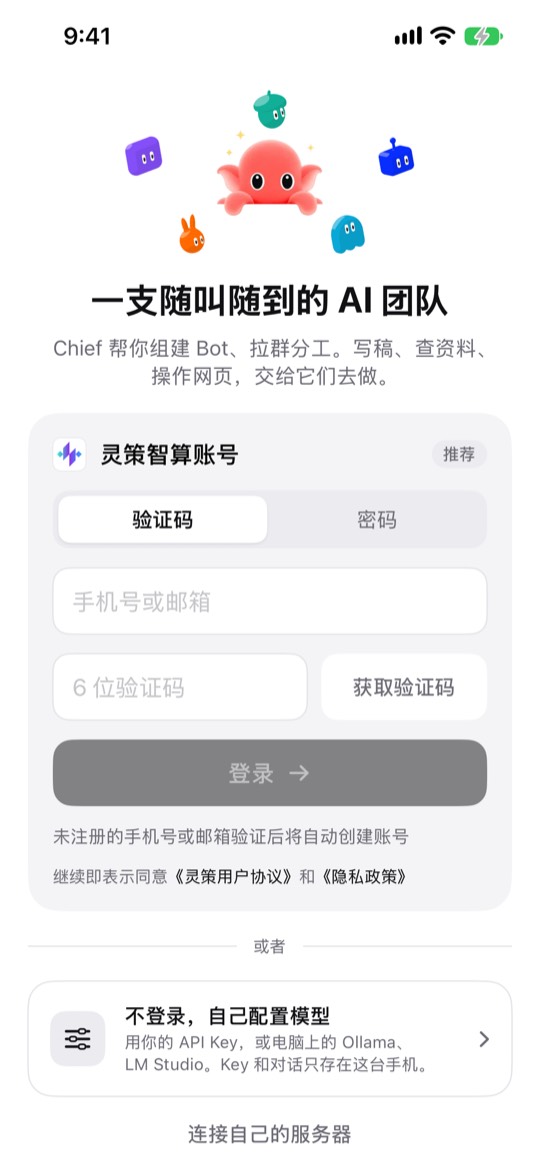 9:41
一支随叫随到的 AI 团队
Chief 帮你组建 Bot、拉群分工。写稿、查资料、
操作网页，交给它们去做。
灵策智算账号
推荐
验证码
密码
手机号或邮箱
6 位验证码
获取验证码
登录 →
未注册的手机号或邮箱验证后将自动创建账号
继续即表示同意《灵策用户协议》和《隐私政策》
或者
不登录，自己配置模型
用你的 API Key，或电脑上的 Ollama、
LM Studio。Key 和对话只存在这台手机。
连接自己的服务器